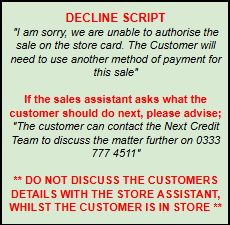 DECLINE SCRIPT
"I am sorry, we are unable to authorise the
sale on the store card. The Customer will
need to use another method of payment for
this sale"
If the sales assistant asks what the
customer should do next, please advise;
"The customer can contact the Next Credit
Team to discuss the matter further on 0333
777 4511"
** DO NOT DISCUSS THE CUSTOMERS
DETAILS WITH THE STORE ASSISTANT,
WHILST THE CUSTOMER IS IN STORE **